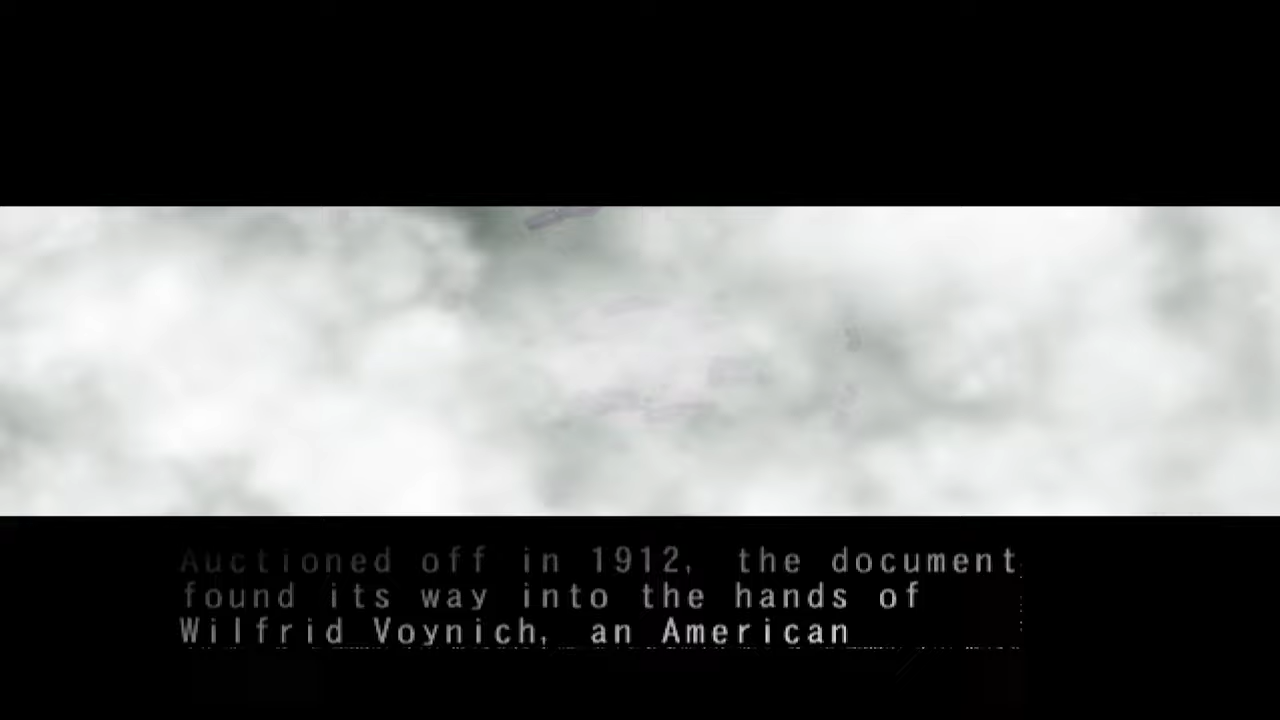 Auctioned off in 1912, the document
found its way into the hands of
Wilfrid Voynich, an American